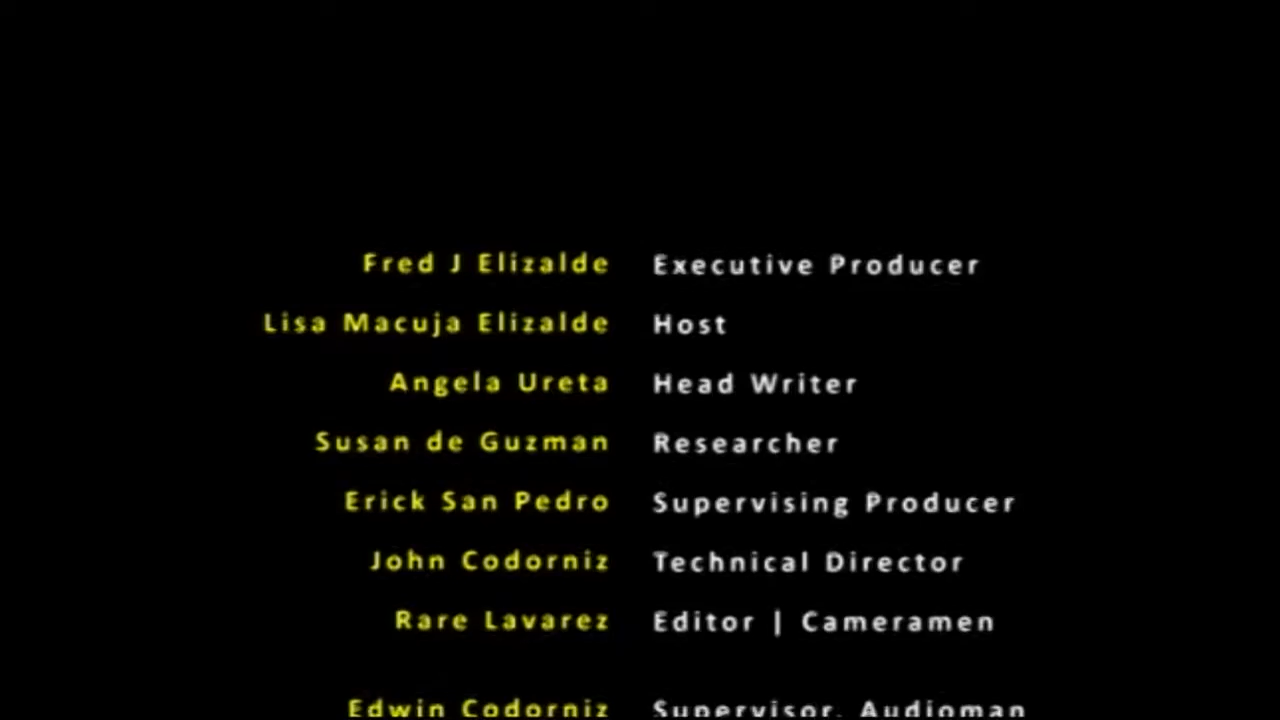 Fred J Elizalde Executive Producer
Lisa Macuja Elizalde Host
Angela Ureta Head Writer
Susan de Guzman Researcher
Erick San Pedro Supervising Producer
John Codorniz Technical Director
Rare Lavarez Editor | Cameramen
Edwin Codorniz Supervisor, Audioman